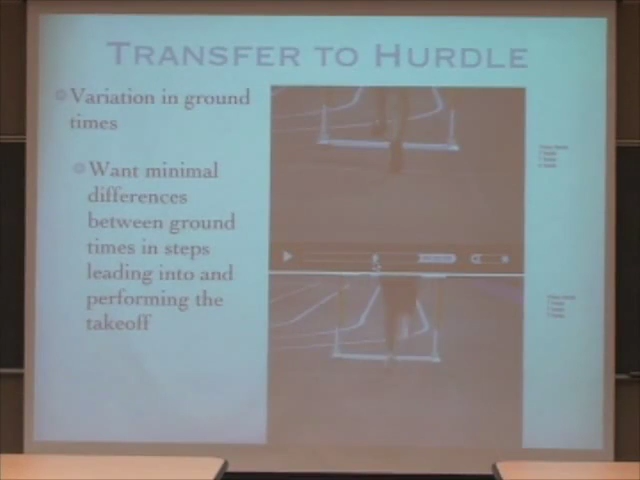 TRANSFER TO HURDLE
Variation in ground
times
Want minimal
differences
between ground
times in steps
leading into and
performing the
takeoff